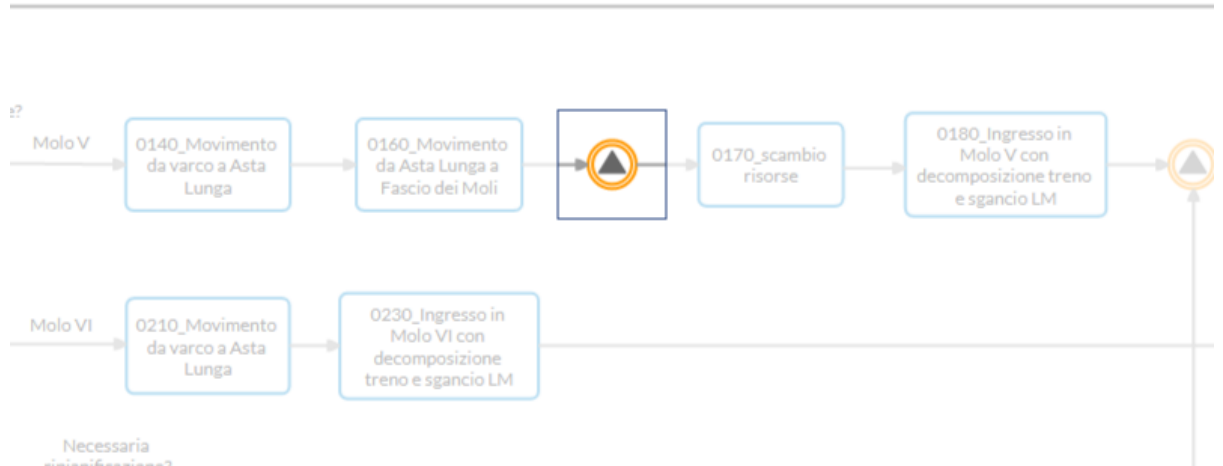 e?
Molo V
0140_Movimento
da varco a Asta
Lunga
0160_Movimento
da Asta Lunga a
Fascio dei Moli
0170_scambio
risorse
0180_Ingresso in
Molo V con
decomposizione treno
e sgancio LM
Molo VI
0210_Movimento
da varco a Asta
Lunga
0230_Ingresso in
Molo VI con
decomposizione
treno e sgancio LM
Necessaria
ripianificazione?